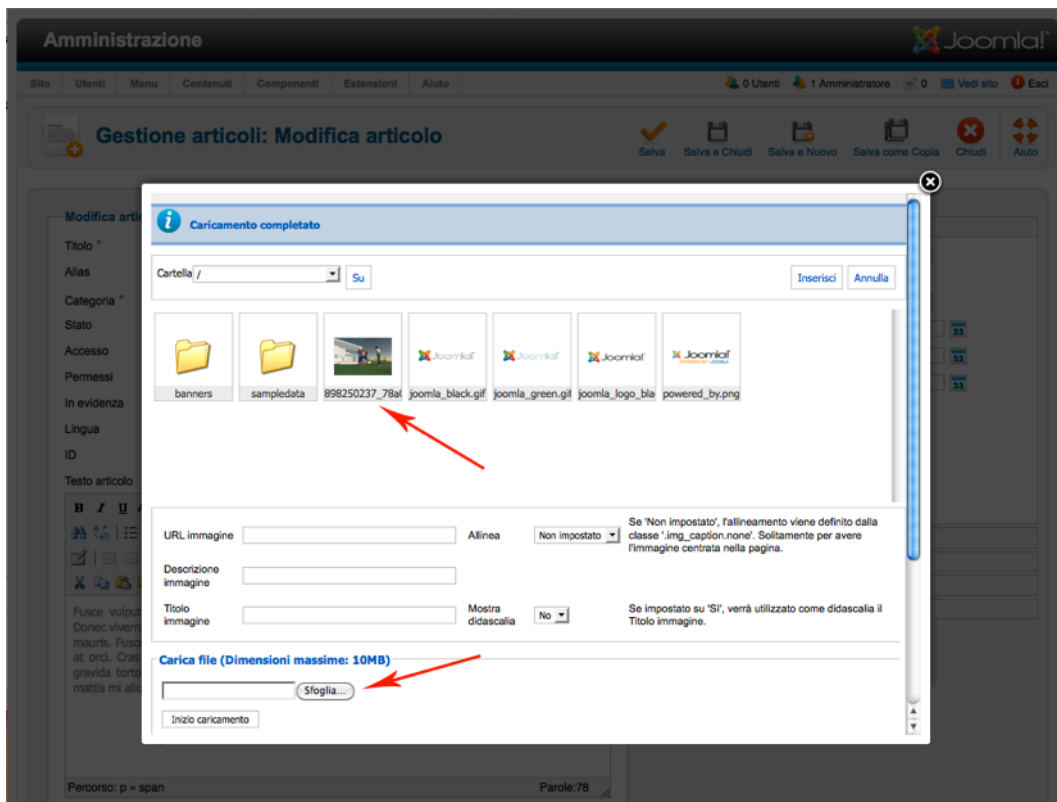 Amministrazione
Joomla!
Sito Utenti Menu Contenuti Componenti Estensioni Aiuto 0 Utenti 1 Amministratore 0 Vedi sito Esci
Gestione articoli: Modifica articolo
Salva Salva e Chiudi Salva e Nuovo Salva come Copia Chiudi Aiuto
Modifica arti
Titolo *
Alias
Categoria *
Stato
Accesso
Permessi
In evidenza
Lingua
ID
Testo articolo
B I U
Fusce vulput
Donec viverra
mauris. Fusc
at orci. Cras
gravida torto
mattis mi alic
Percorso: p » span Parole:78
Caricamento completato
Cartella / Su Inserisci Annulla
banners sampledata 898250237_78a joomla_black.gif joomla_green.gif joomla_logo_bla powered_by.png
URL immagine Allinea Non impostato
Se 'Non impostato', l'allineamento viene definito dalla
classe '.img_caption.none'. Solitamente per avere
l'immagine centrata nella pagina.
Descrizione
immagine
Titolo
immagine
Mostra
didascalia
No
Se impostato su 'Sì', verrà utilizzato come didascalia il
Titolo immagine.
Carica file (Dimensioni massime: 10MB)
Sfoglia...
Inizio caricamento